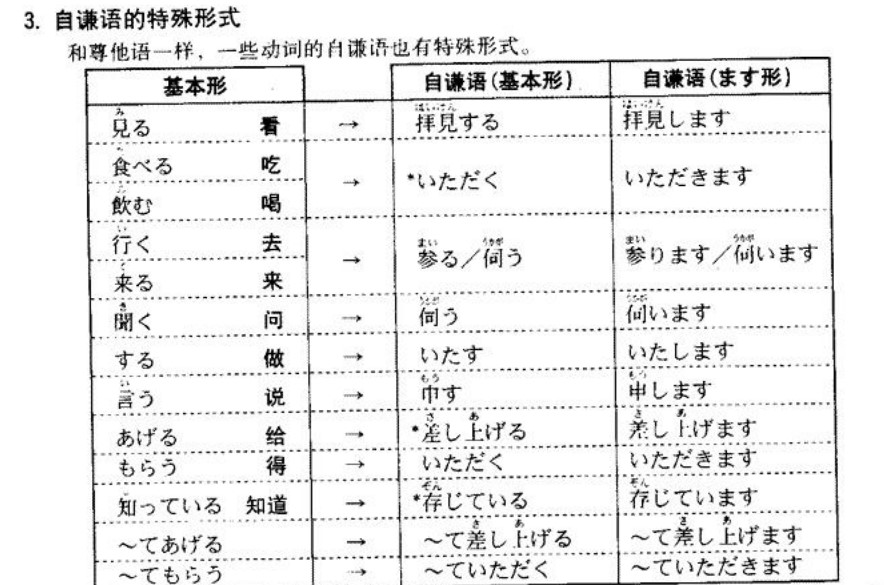 3. 自谦语的特殊形式
和尊他语一样，一些动词的自谦语也有特殊形式。
基本形 自谦语(基本形) 自谦语(ます形)
見る 看 → 拝見する 拝見します
食べる 吃 → *いただく いただきます
飲む 喝
行く 去 → 参る／伺う 参ります／伺います
来る 来
聞く 问 → 伺う 伺います
する 做 → いたす いたします
言う 说 → 申す 申します
あげる 给 → *差し上げる 差し上げます
もらう 得 → いただく いただきます
知っている 知道 → *存じている 存じています
～てあげる → ～て差し上げる ～て差し上げます
～てもらう → ～ていただく ～ていただきます